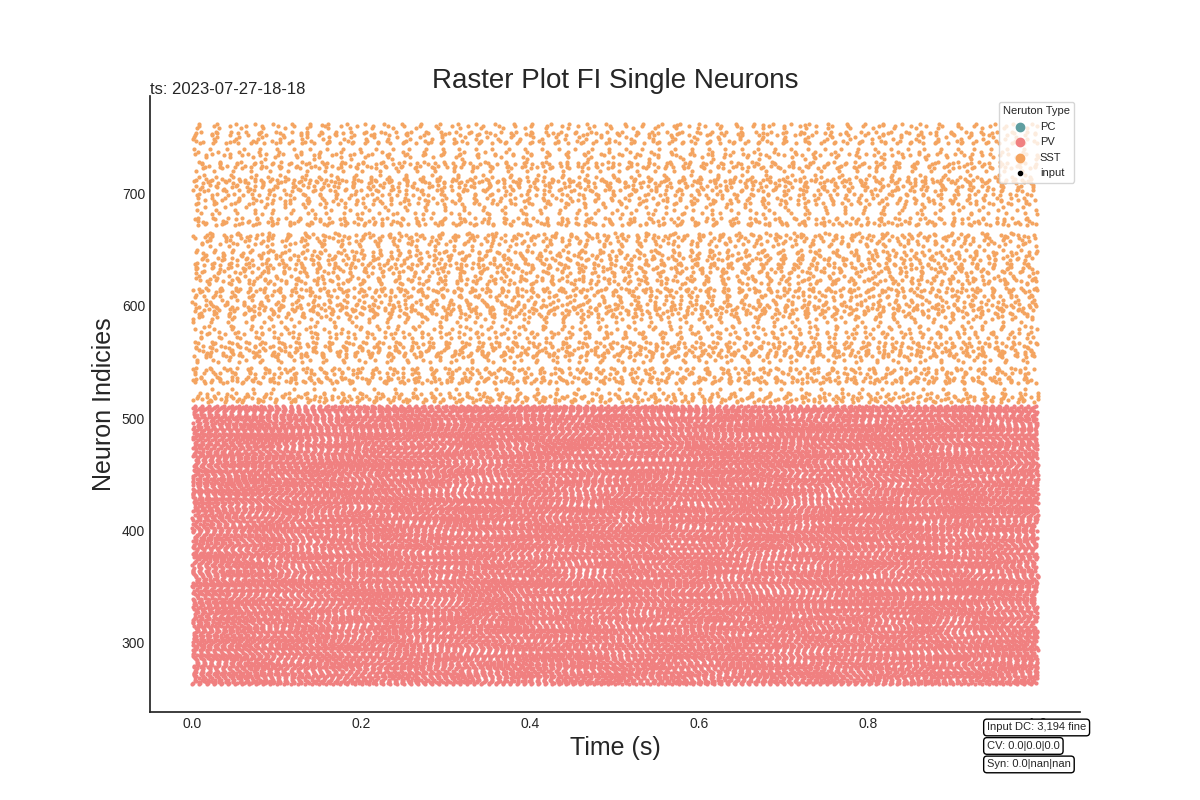 Raster Plot FI Single Neurons
ts: 2023-07-27-18-18
Neruton Type
PC
PV
SST
input
Neuron Indicies
700
600
500
400
300
0.0 0.2 0.4 0.6 0.8
Time (s)
Input DC: 3,194 fine
CV: 0.0|0.0|0.0
Syn: 0.0|nan|nan